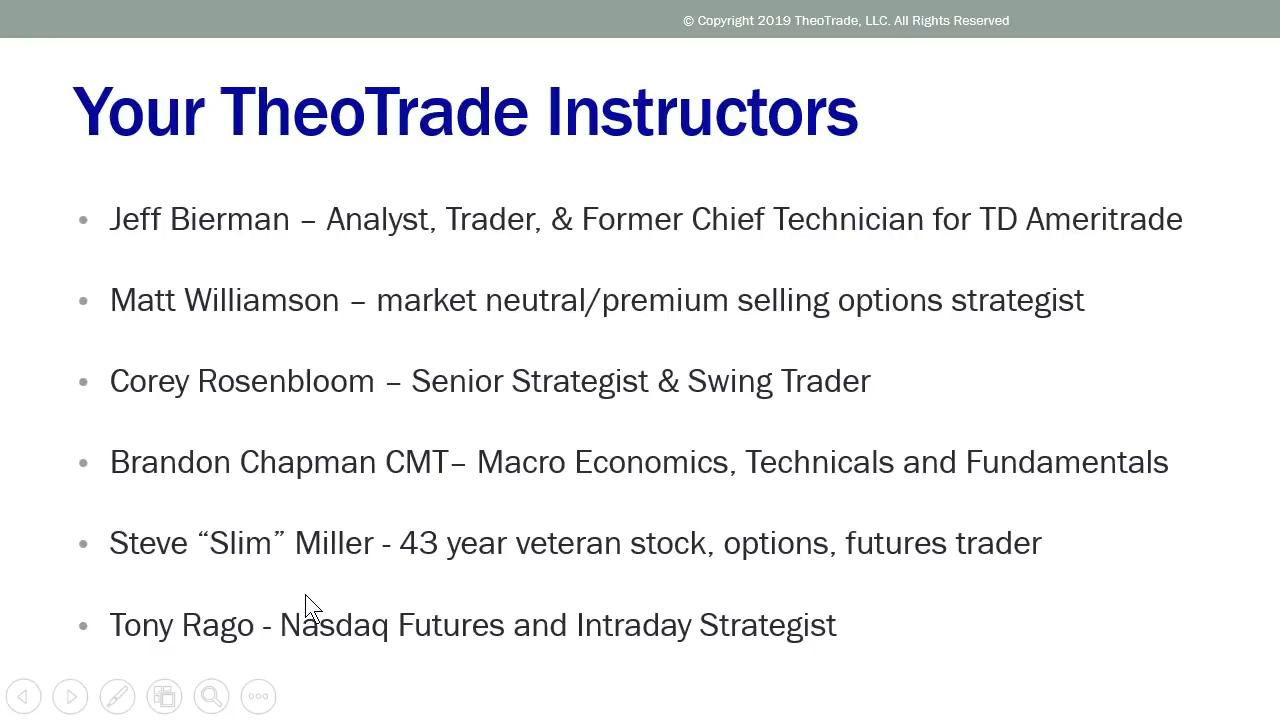 © Copyright 2019 TheoTrade, LLC. All Rights Reserved
Your TheoTrade Instructors
• Jeff Bierman – Analyst, Trader, & Former Chief Technician for TD Ameritrade
• Matt Williamson – market neutral/premium selling options strategist
• Corey Rosenbloom – Senior Strategist & Swing Trader
• Brandon Chapman CMT– Macro Economics, Technicals and Fundamentals
• Steve “Slim” Miller - 43 year veteran stock, options, futures trader
• Tony Rago - Nasdaq Futures and Intraday Strategist